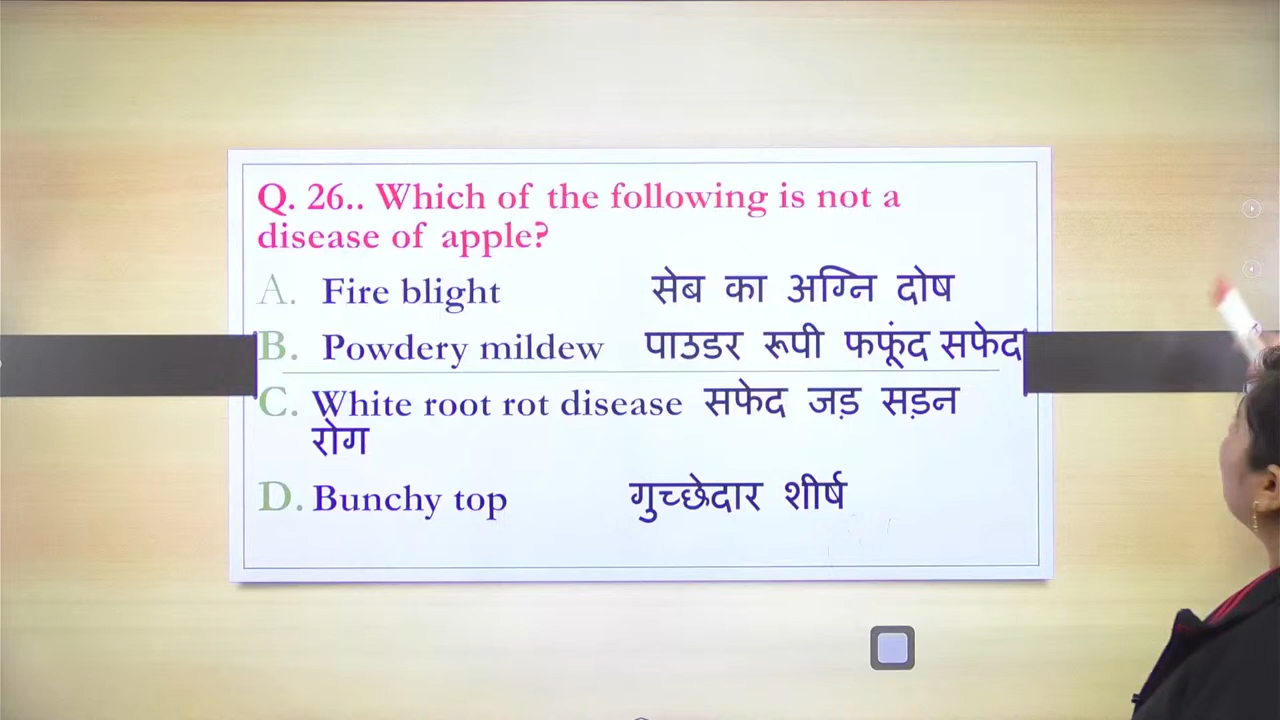 Q. 26.. Which of the following is not a
disease of apple?
A. Fire blight सेब का अग्नि दोष
B. Powdery mildew पाउडर रूपी फफूंद सफेद
C. White root rot disease सफेद जड़ सड़न
रोग
D. Bunchy top गुच्छेदार शीर्ष